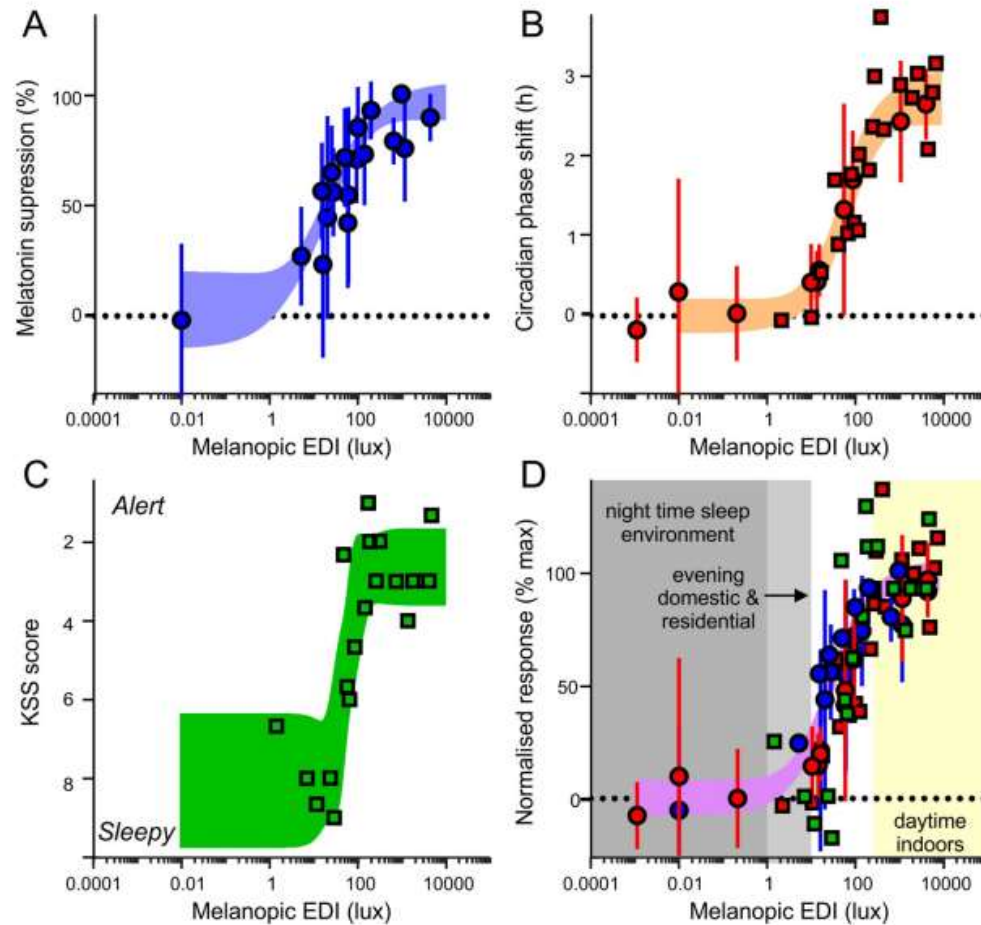 A
Melatonin supression (%)
100
50
0
0.0001
0.01
1
100
10000
Melanopic EDI (lux)
B
Circadian phase shift (h)
3
2
1
0
0.0001
0.01
1
100
10000
Melanopic EDI (lux)
C
Alert
KSS score
2
4
6
8
Sleepy
0.0001
0.01
1
100
10000
Melanopic EDI (lux)
D
Normalised response (% max)
100
50
0
night time sleep
environment
evening
domestic &
residential
daytime
indoors
0.0001
0.01
1
100
10000
Melanopic EDI (lux)